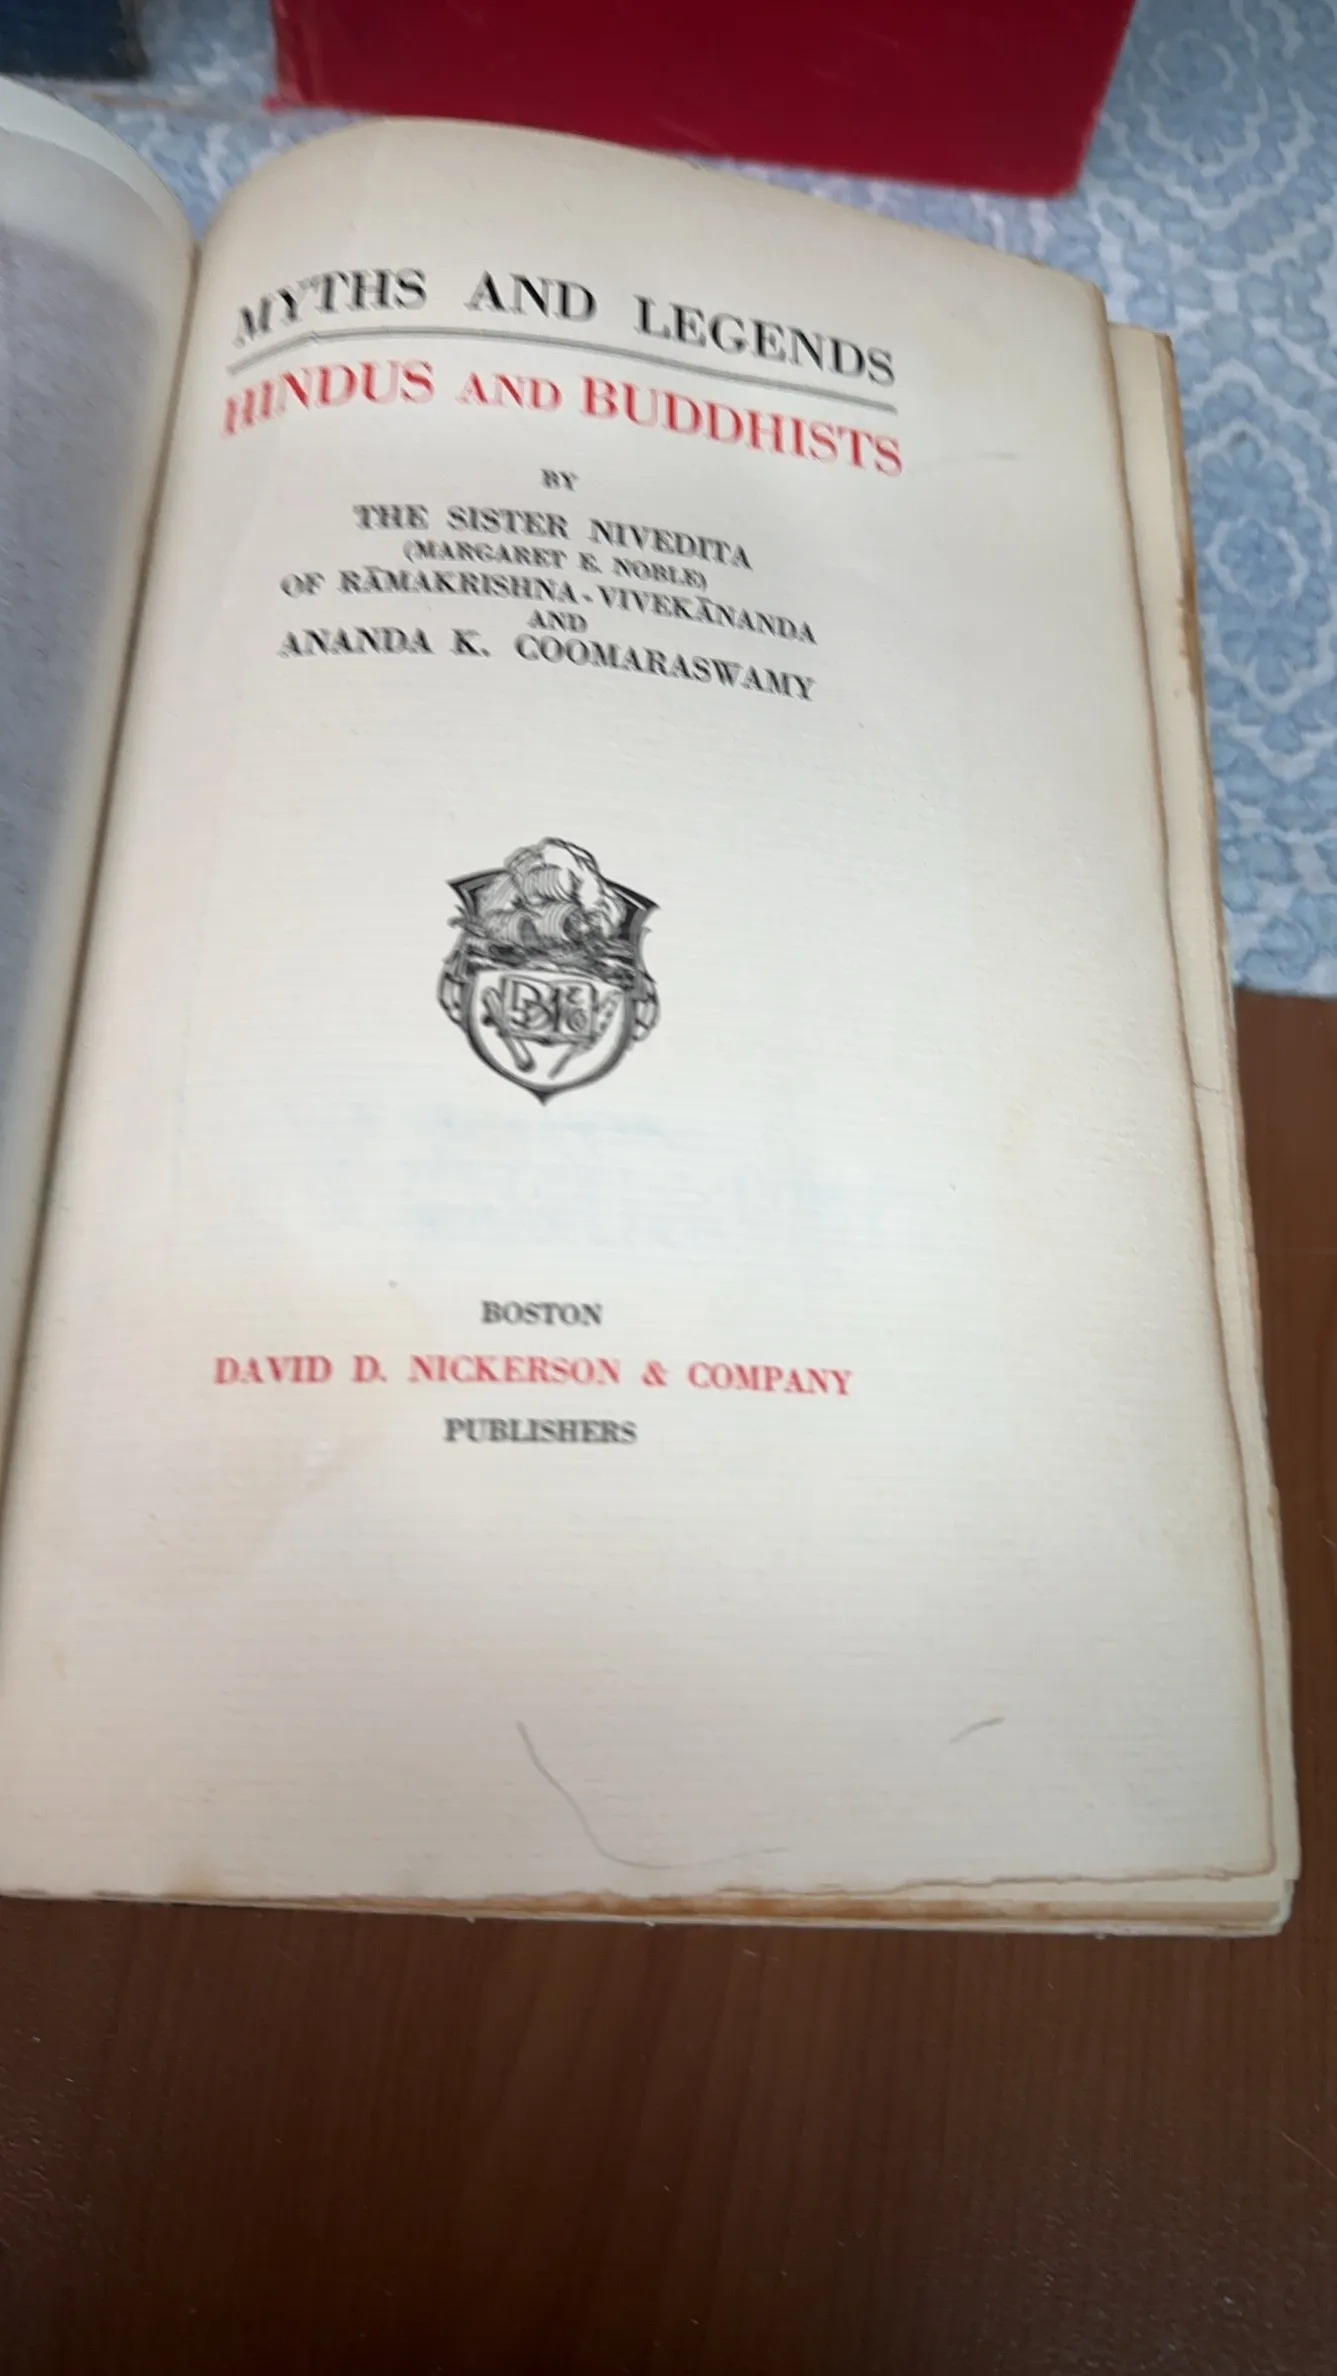 MYTHS AND LEGENDS
HINDUS AND BUDDHISTS
BY
THE SISTER NIVEDITA
(MARGARET E. NOBLE)
OF RĀMAKRISHNA-VIVEKĀNANDA
AND
ANANDA K. COOMARASWAMY
BOSTON
DAVID D. NICKERSON & COMPANY
PUBLISHERS